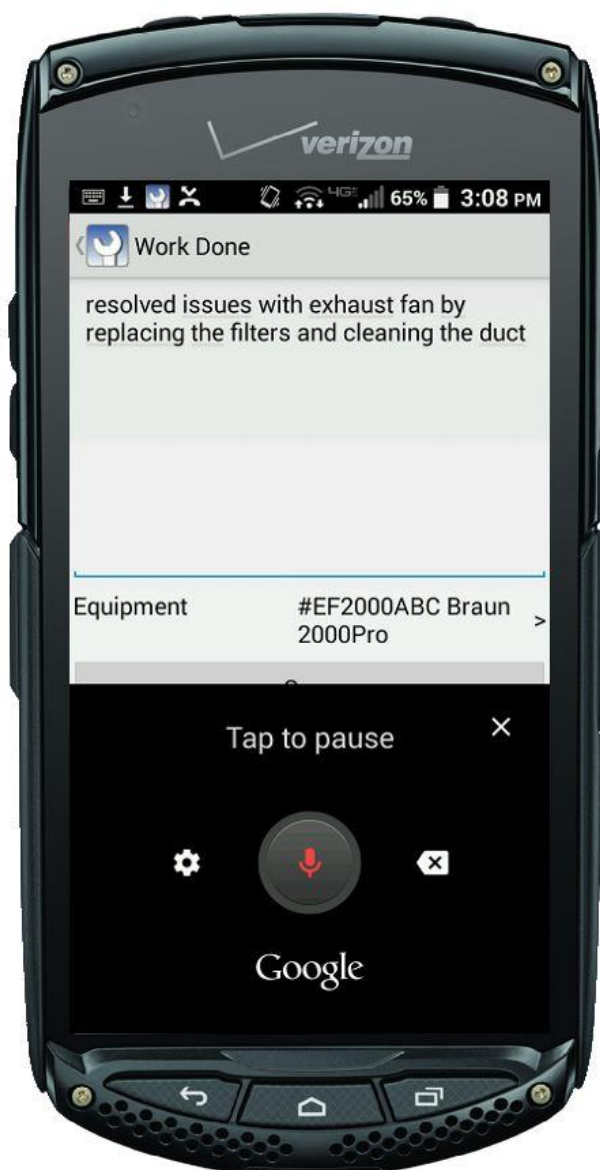 verizon
4G 65% 3:08 PM
Work Done
resolved issues with exhaust fan by
replacing the filters and cleaning the duct
Equipment #EF2000ABC Braun
2000Pro >
Tap to pause
Google